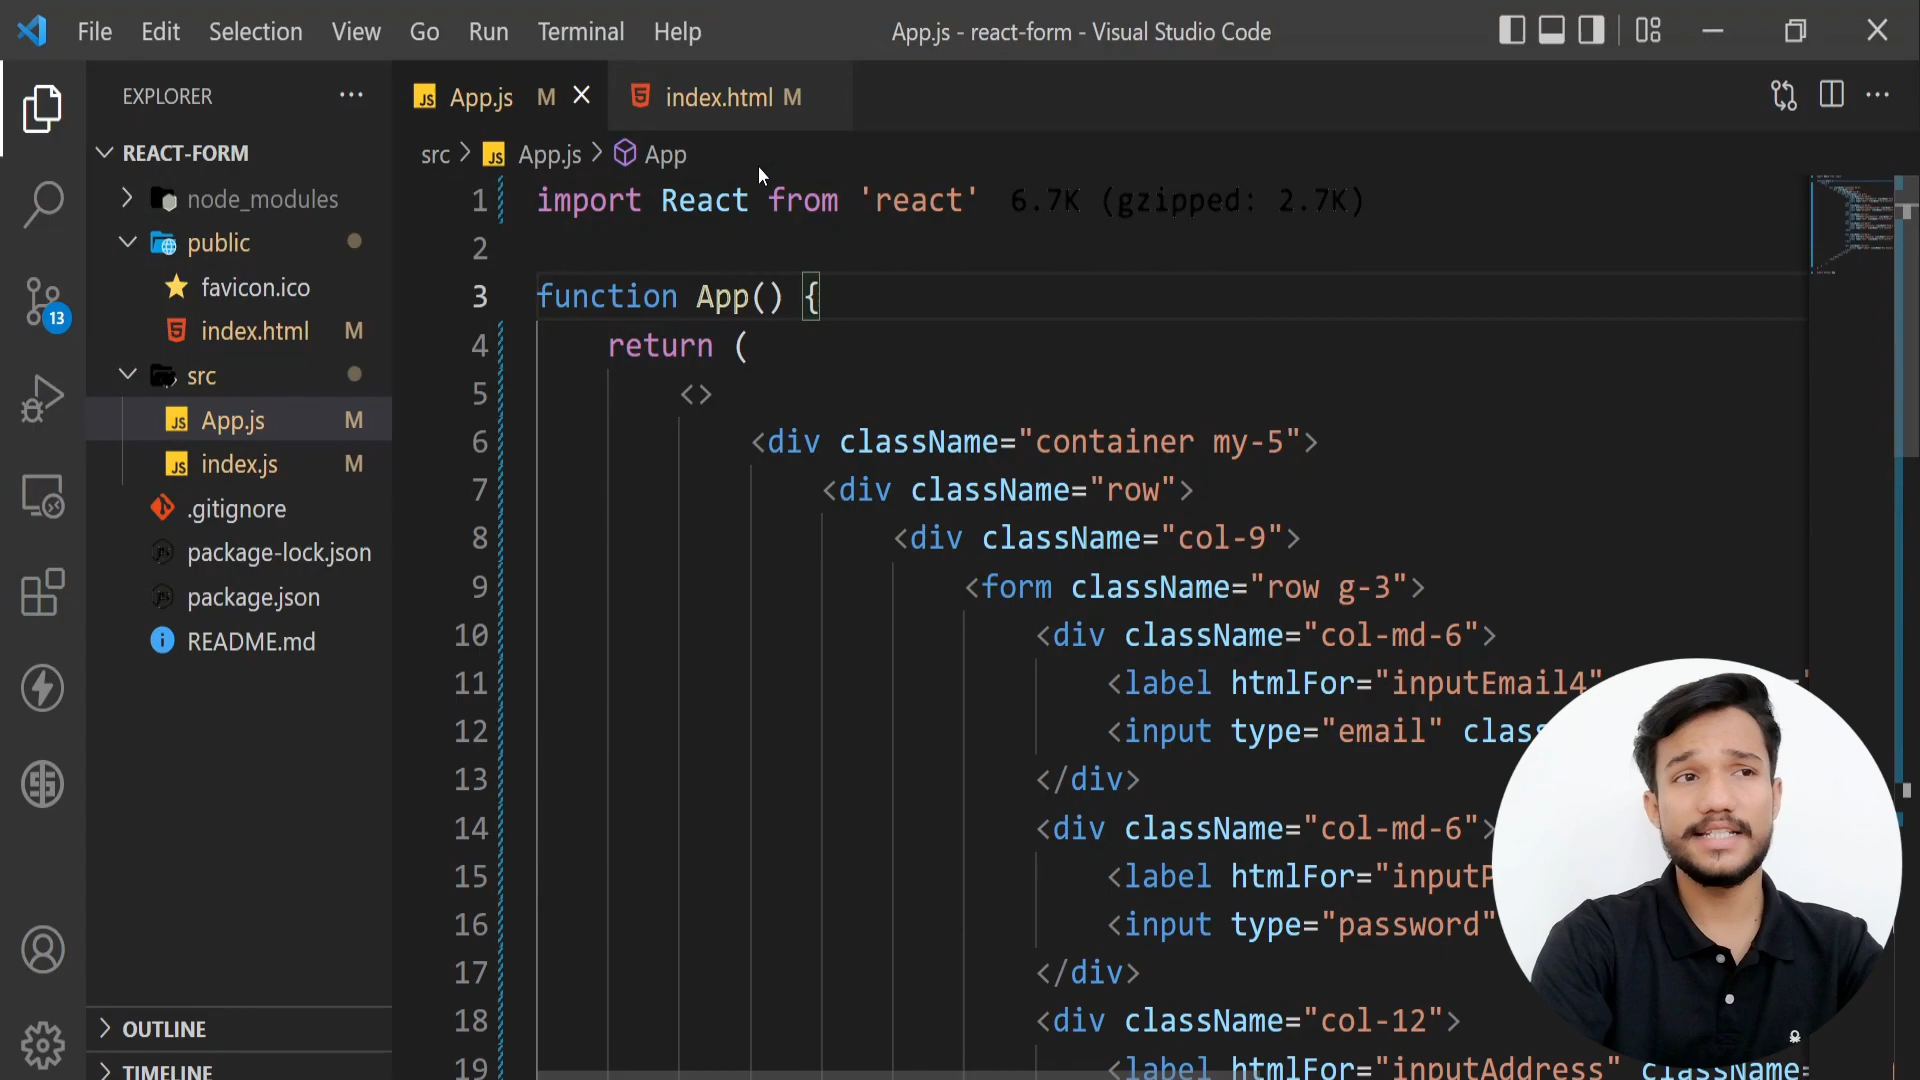 File Edit Selection View Go Run Terminal Help App.js - react-form - Visual Studio Code
EXPLORER
REACT-FORM
node_modules
public
favicon.ico
index.html M
src
App.js M
index.js M
.gitignore
package-lock.json
package.json
README.md
OUTLINE
TIMELINE
13
App.js M index.html M
src > App.js > App
1 import React from 'react' 6.7K (gzipped: 2.7K)
2
3 function App() {
4 return (
5 <>
6 <div className="container my-5">
7 <div className="row">
8 <div className="col-9">
9 <form className="row g-3">
10 <div className="col-md-6">
11 <label htmlFor="inputEmail4"
12 <input type="email" clas
13 </div>
14 <div className="col-md-6">
15 <label htmlFor="inputP
16 <input type="password"
17 </div>
18 <div className="col-12">
19 <label htmlFor="inputAddress" className=